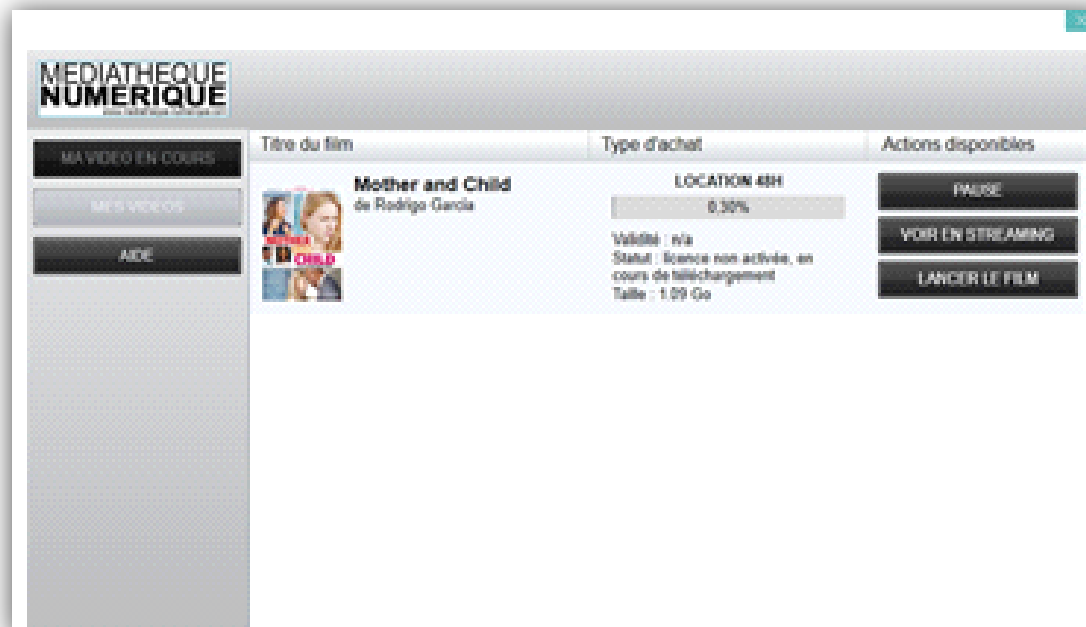 MEDIATHEQUE
NUMERIQUE
MA VIDEO EN COURS
MES VIDEOS
AIDE
Titre du film
Type d'achat
Actions disponibles
Mother and Child
de Rodrigo Garcia
MOTHER
CHILD
LOCATION 48H
0,30%
Validité : n/a
Statut : licence non activée, en
cours de téléchargement
Taille : 1.09 Go
PAUSE
VOIR EN STREAMING
LANCER LE FILM